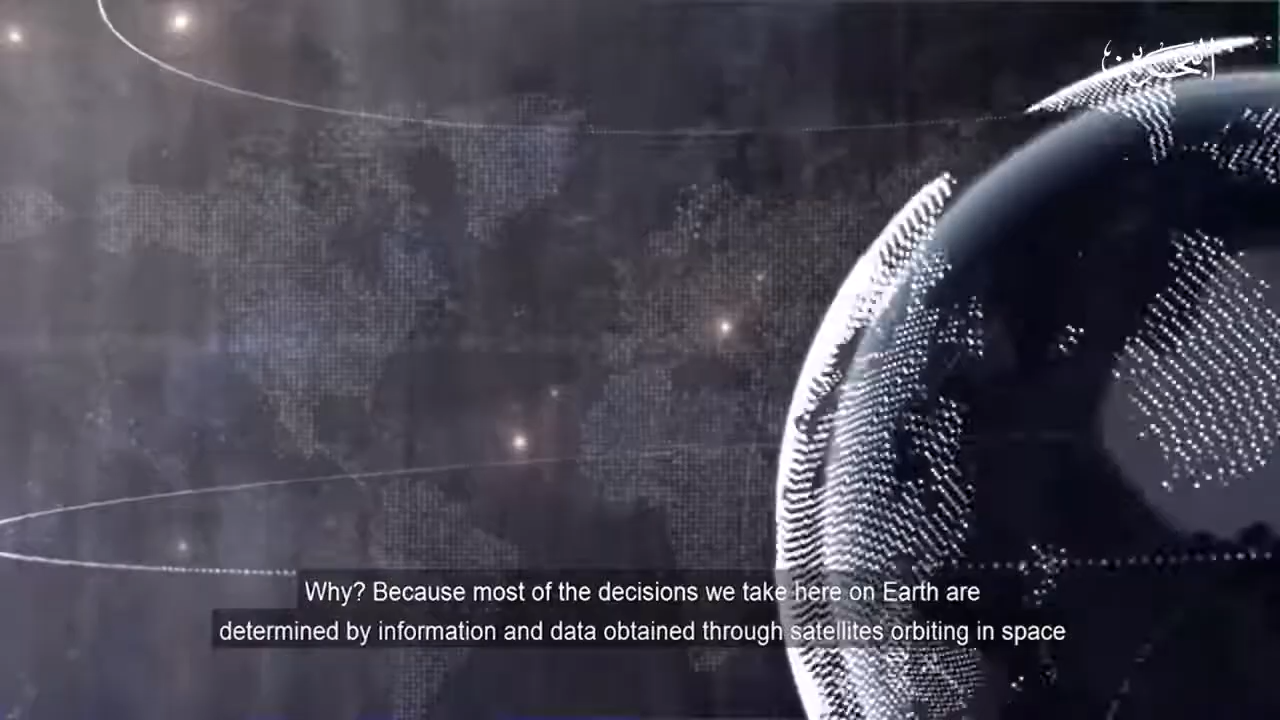 البحرين
Why? Because most of the decisions we take here on Earth are
determined by information and data obtained through satellites orbiting in space